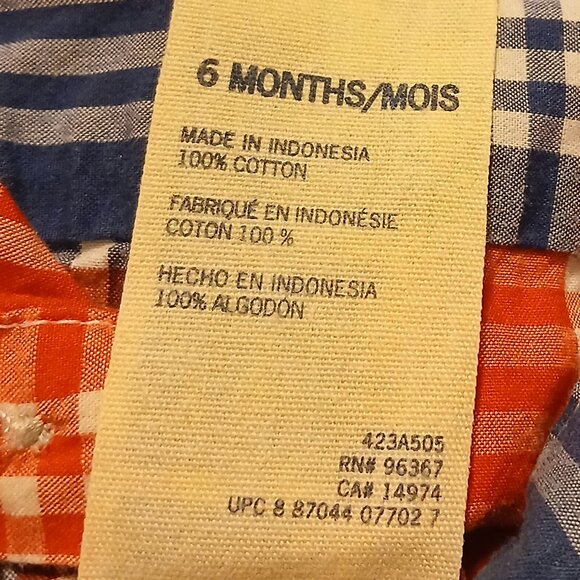 6 MONTHS/MOIS
MADE IN INDONESIA
100% COTTON
FABRIQUÉ EN INDONÉSIE
COTON 100 %
HECHO EN INDONESIA
100% ALGODÓN
423A505
RN# 96367
CA# 14974
UPC 8 87044 07702 7